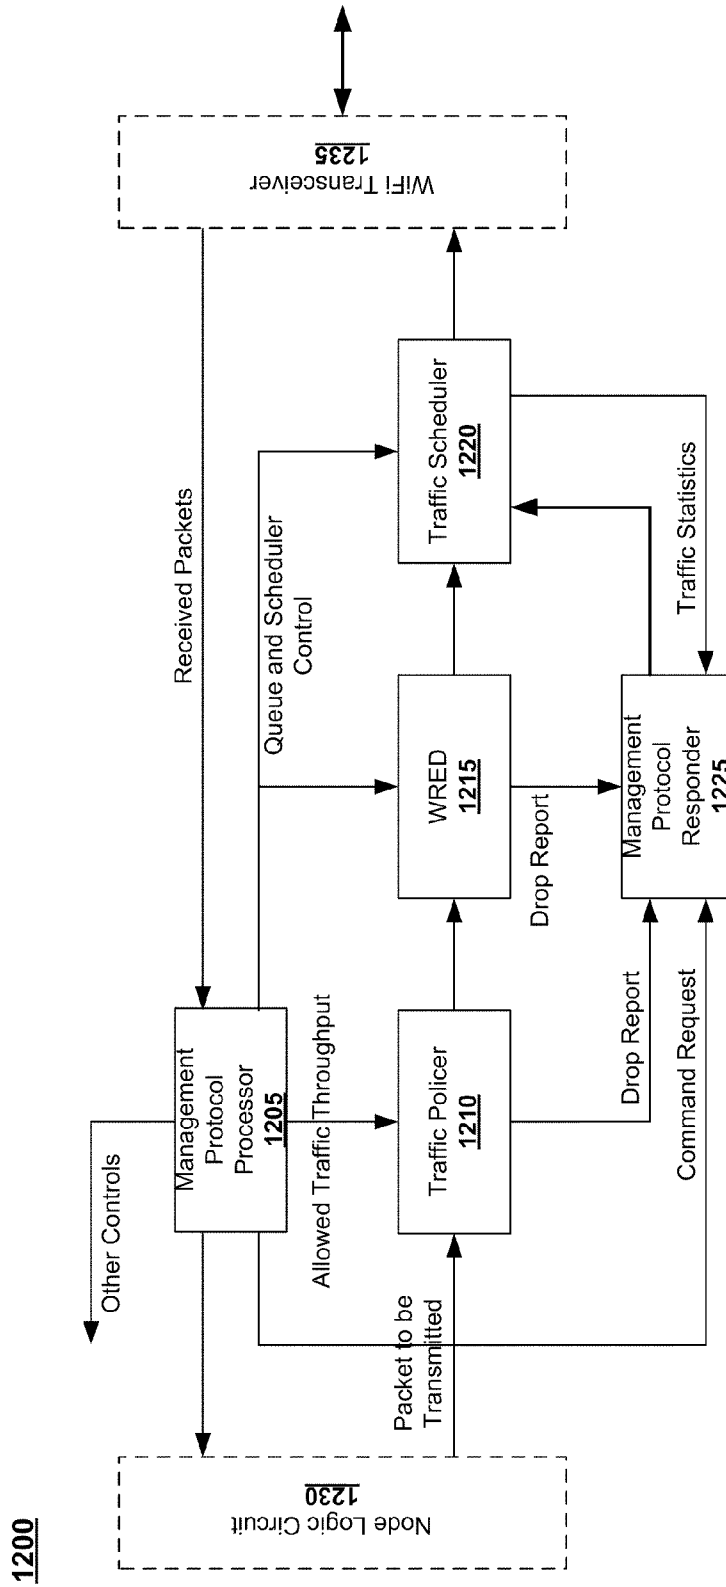 1200
Node Logic Circuit
1230
Other Controls
Management
Protocol
Processor
1205
Received Packets
WiFi Transceiver
1235
Allowed Traffic Throughput
Queue and Scheduler
Control
Packet to be
Transmitted
Traffic Policer
1210
WRED
1215
Traffic Scheduler
1220
Drop Report
Drop Report
Command Request
Management
Protocol
Responder
1225
Traffic Statistics